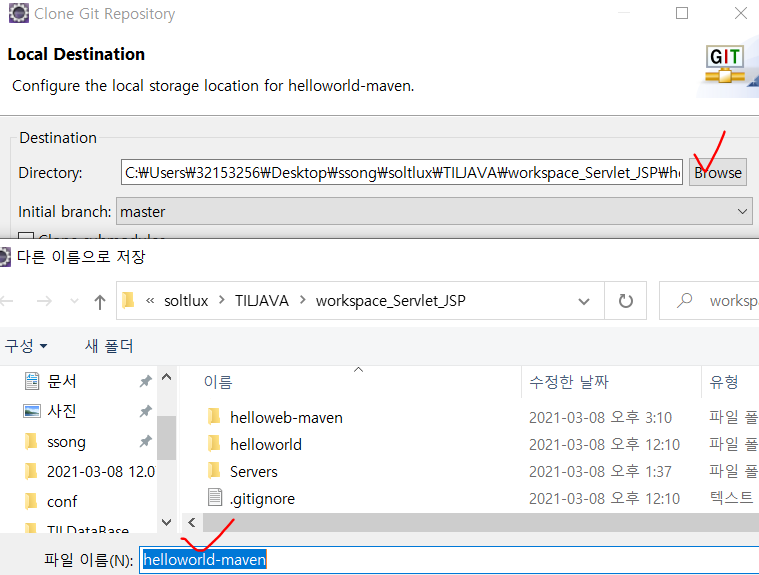 Clone Git Repository
Local Destination
GIT
Configure the local storage location for helloworld-maven.
Destination
Directory: C:₩Users₩32153256₩Desktop₩ssong₩soltlux₩TILJAVA₩workspace_Servlet_JSP₩he Browse
Initial branch: master
Clone submodules
다른 이름으로 저장
« soltlux > TILJAVA > workspace_Servlet_JSP worksp
구성 새 폴더
이름 수정한 날짜 유형
문서
사진
ssong
2021-03-08 12.0
conf
TILDataBase
helloweb-maven 2021-03-08 오후 3:10 파일 폴
helloworld 2021-03-08 오후 12:10 파일 폴
Servers 2021-03-08 오후 1:37 파일 폴
.gitignore 2021-03-08 오후 12:10 텍스트
파일 이름(N): helloworld-maven